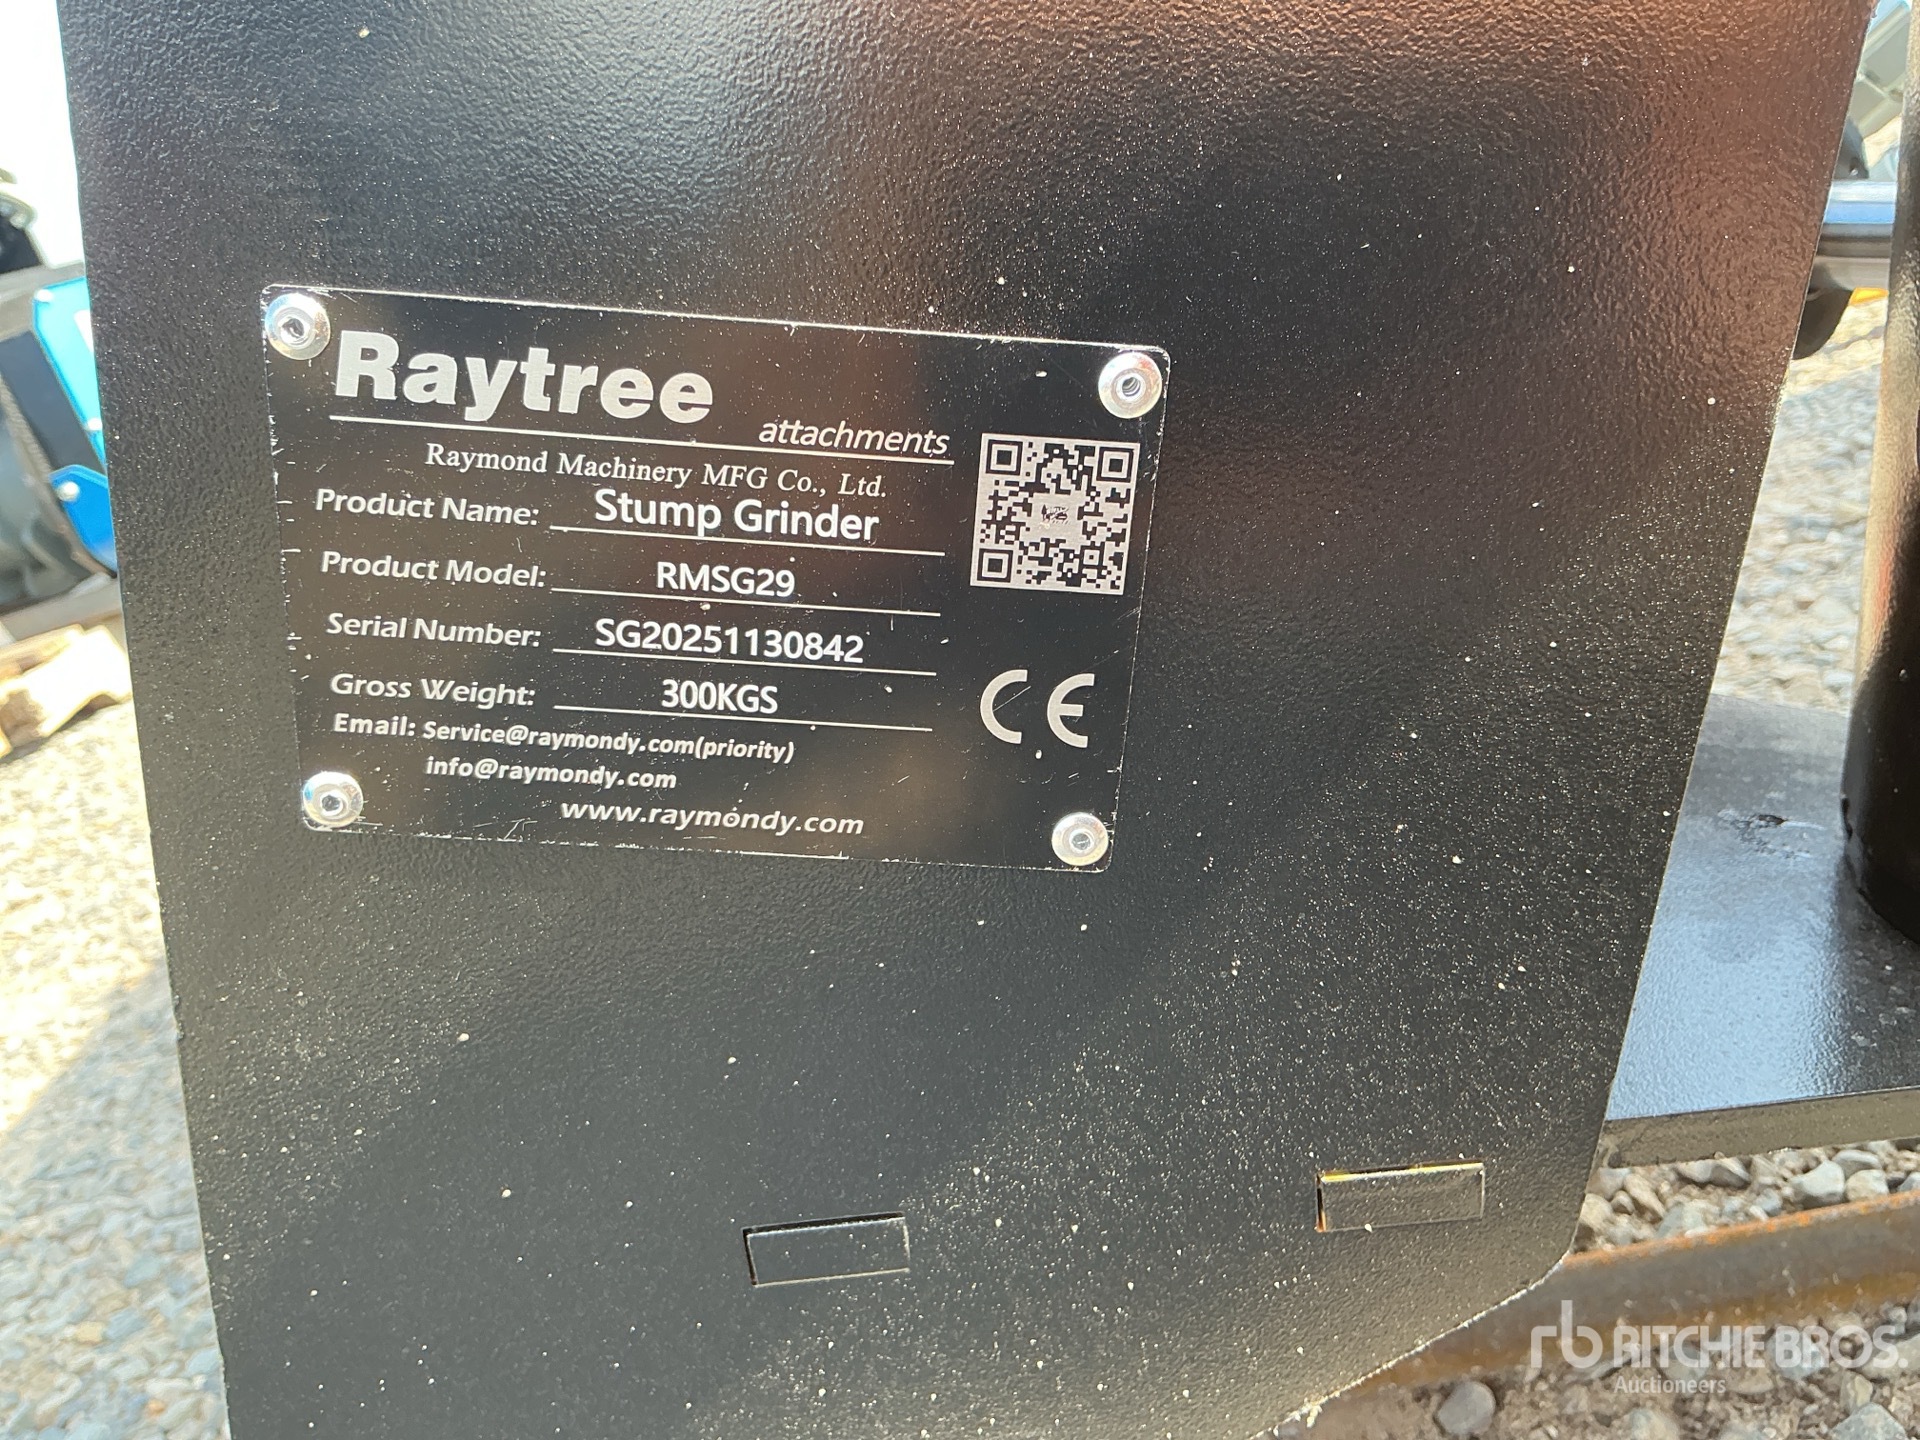 Raytree
attachments
Raymond Machinery MFG Co., Ltd.
Product Name: Stump Grinder
Product Model: RMSG29
Serial Number: SG20251130842
Gross Weight: 300KGS
Email: Service@raymondy.com(priority)
info@raymondy.com
www.raymondy.com
CE
rb RITCHIE BROS.
Auctioneers